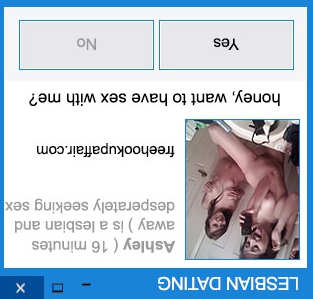 LESBIAN DATING
Ashley ( 16 minutes
away ) is a lesbian and
desperately seeking sex
freehookupaffair.com
honey, want to have sex with me?
Yes
No